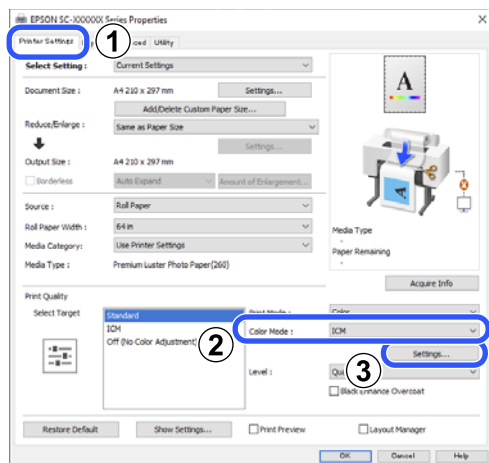 EPSON SC-XXXXXX Series Properties
Printer Settings 1 Utility
Select Setting : Current Settings
Document Size : A4 210 x 297 mm Settings...
Add/Delete Custom Paper Size...
Reduce/Enlarge : Same as Paper Size
Settings...
Output Size : A4 210 x 297 mm
Borderless Auto Expand Amount of Enlargement...
Source : Roll Paper
Roll Paper Width : 64 in
Media Category: Use Printer Settings
Media Type : Premium Luster Photo Paper(260)
A
A
Media Type
-
Paper Remaining
-
Acquire Info
Print Quality
Select Target Standard
ICM
Off (No Color Adjustment)
2
Print Mode : Color
Color Mode : ICM
Settings...
3
Level :
Black Enhance Overcoat
Restore Default Show Settings... Print Preview Layout Manager
OK Cancel Help